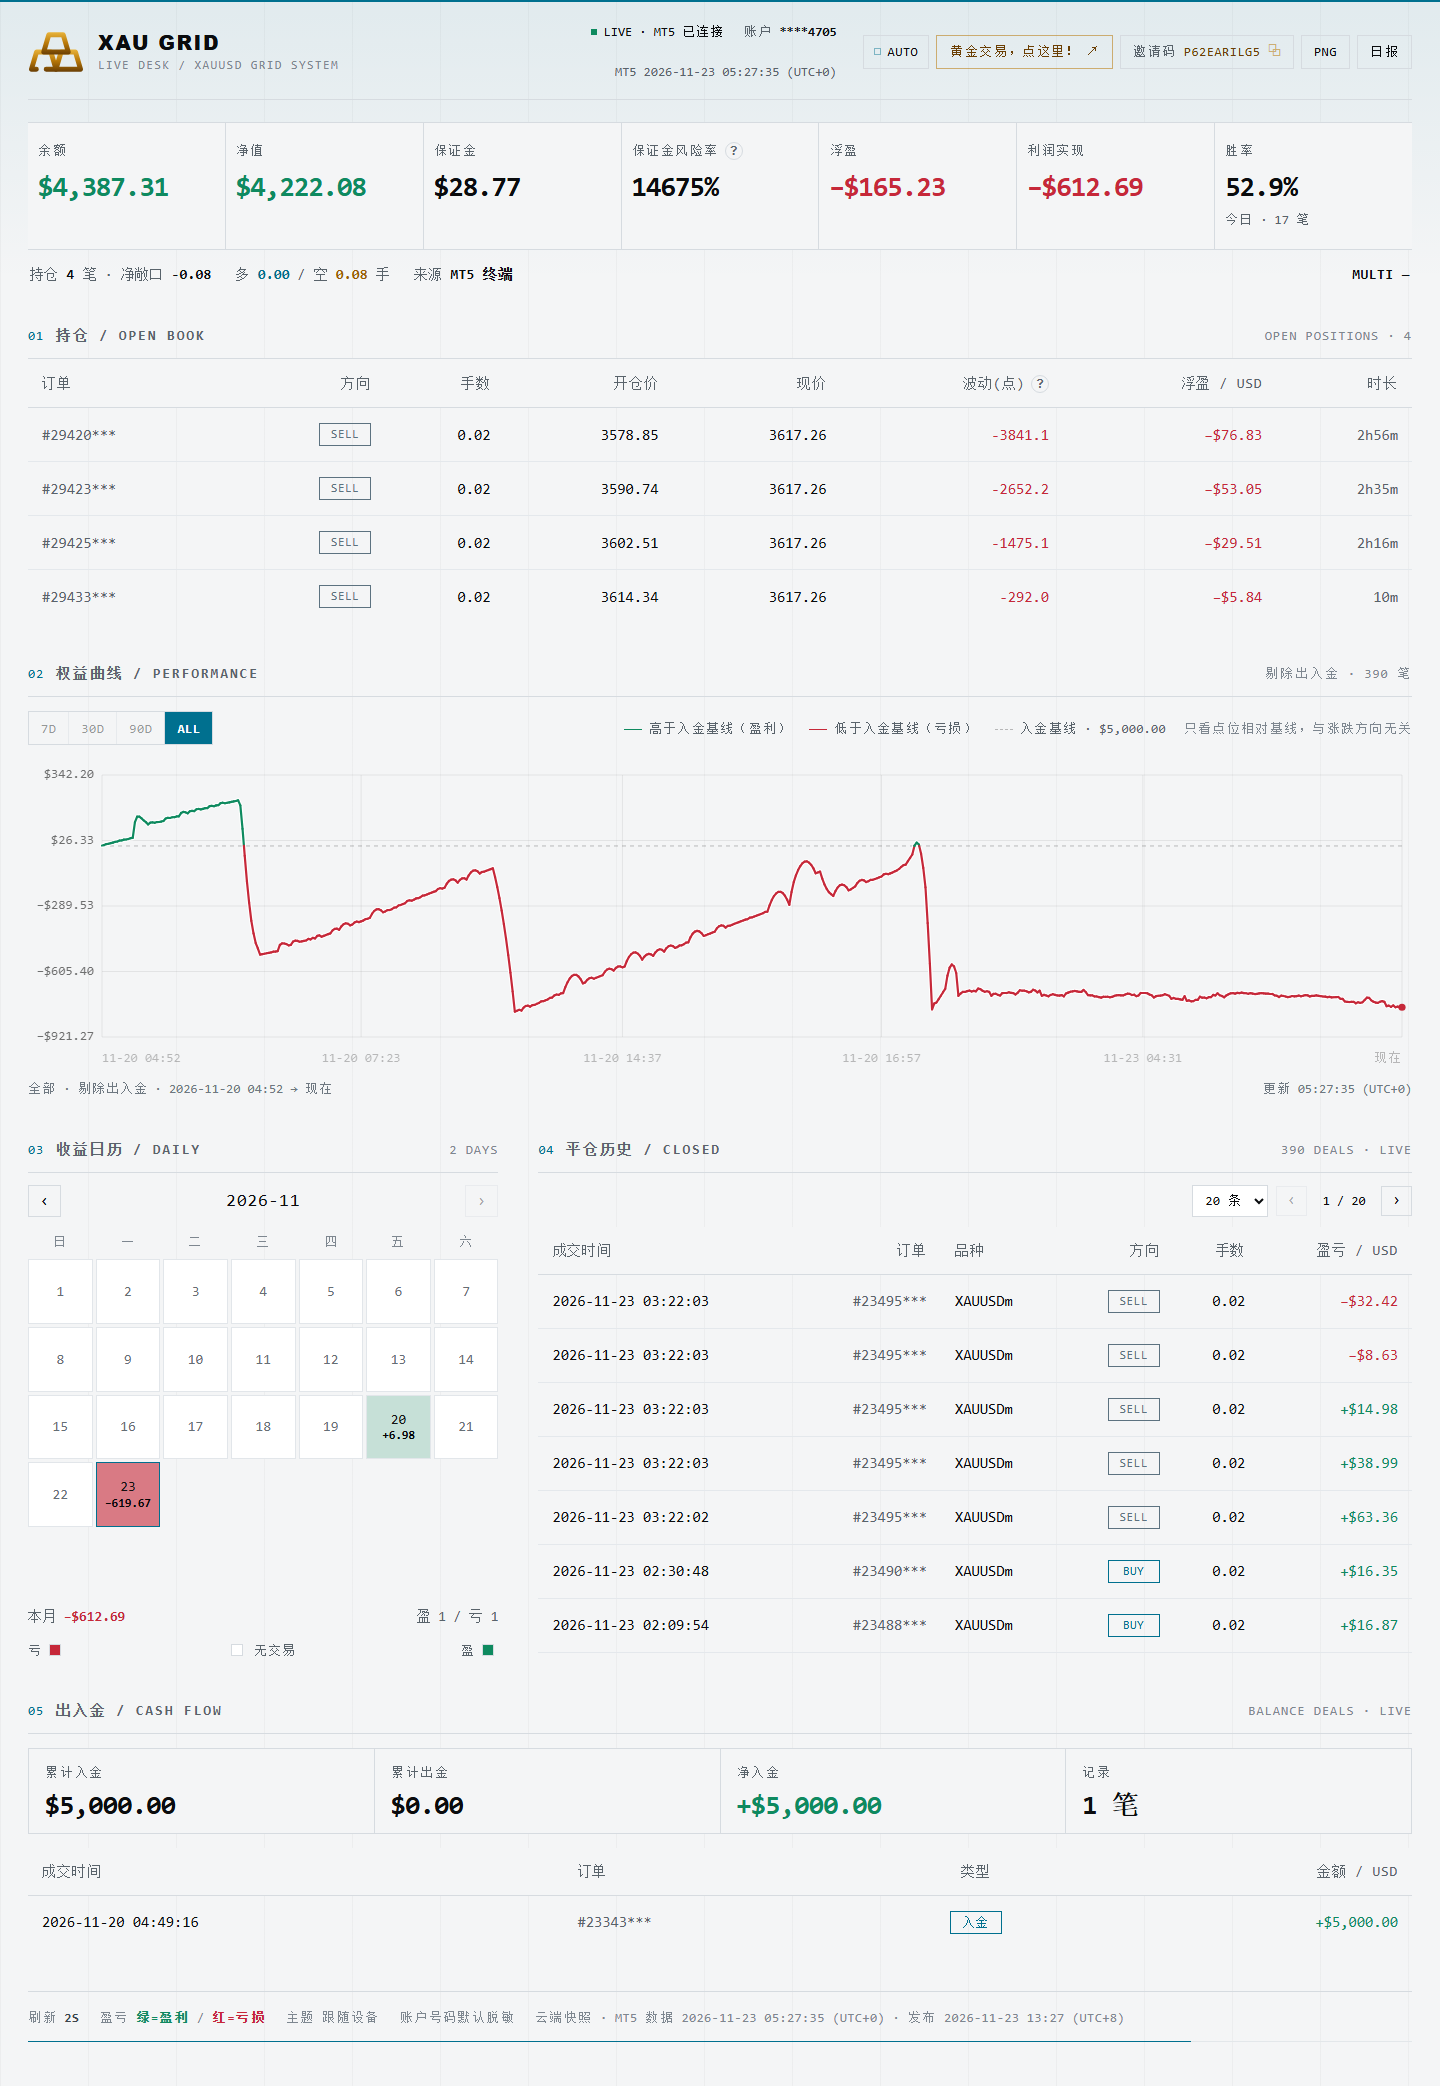 XAU GRID
LIVE DESK / XAUUSD GRID SYSTEM
LIVE · MT5 已连接 账户 ****4705
MT5 2026-11-23 05:27:35 (UTC+0)
AUTO
黄金交易，点这里! ↗
邀请码 P62EARILG5
PNG
日报
余额
$4,387.31
净值
$4,222.08
保证金
$28.77
保证金风险率 ?
14675%
浮盈
−$165.23
利润实现
−$612.69
胜率
52.9%
今日 · 17 笔
持仓 4 笔 · 净敞口 -0.08 多 0.00 / 空 0.08 手 来源 MT5 终端
MULTI —
01 持仓 / OPEN BOOK
OPEN POSITIONS · 4
订单 方向 手数 开仓价 现价 波动(点) ? 浮盈 / USD 时长
#29420*** SELL 0.02 3578.85 3617.26 -3841.1 −$76.83 2h56m
#29423*** SELL 0.02 3590.74 3617.26 -2652.2 −$53.05 2h35m
#29425*** SELL 0.02 3602.51 3617.26 -1475.1 −$29.51 2h16m
#29433*** SELL 0.02 3614.34 3617.26 -292.0 −$5.84 10m
02 权益曲线 / PERFORMANCE
剔除出入金 · 390 笔
7D 30D 90D ALL
高于入金基线（盈利） 低于入金基线（亏损） 入金基线 · $5,000.00 只看点位相对基线，与涨跌方向无关
$342.20
$26.33
−$289.53
−$605.40
−$921.27
11-20 04:52 11-20 07:23 11-20 14:37 11-20 16:57 11-23 04:31 现在
全部 · 剔除出入金 · 2026-11-20 04:52 → 现在
更新 05:27:35 (UTC+0)
03 收益日历 / DAILY
2 DAYS
‹ 2026-11 ›
日 一 二 三 四 五 六
1 2 3 4 5 6 7
8 9 10 11 12 13 14
15 16 17 18 19 20 21
+6.98
22 23
−619.67
本月 −$612.69
盈 1 / 亏 1
亏 无交易 盈
04 平仓历史 / CLOSED
390 DEALS · LIVE
20 条 ‹ 1 / 20 ›
成交时间 订单 品种 方向 手数 盈亏 / USD
2026-11-23 03:22:03 #23495*** XAUUSDm SELL 0.02 −$32.42
2026-11-23 03:22:03 #23495*** XAUUSDm SELL 0.02 −$8.63
2026-11-23 03:22:03 #23495*** XAUUSDm SELL 0.02 +$14.98
2026-11-23 03:22:03 #23495*** XAUUSDm SELL 0.02 +$38.99
2026-11-23 03:22:02 #23495*** XAUUSDm SELL 0.02 +$63.36
2026-11-23 02:30:48 #23490*** XAUUSDm BUY 0.02 +$16.35
2026-11-23 02:09:54 #23488*** XAUUSDm BUY 0.02 +$16.87
05 出入金 / CASH FLOW
BALANCE DEALS · LIVE
累计入金
$5,000.00
累计出金
$0.00
净入金
+$5,000.00
记录
1 笔
成交时间 订单 类型 金额 / USD
2026-11-20 04:49:16 #23343*** 入金 +$5,000.00
刷新 2S 盈亏 绿=盈利 / 红=亏损 主题 跟随设备 账户号码默认脱敏 云端快照 · MT5 数据 2026-11-23 05:27:35 (UTC+0) · 发布 2026-11-23 13:27 (UTC+8)